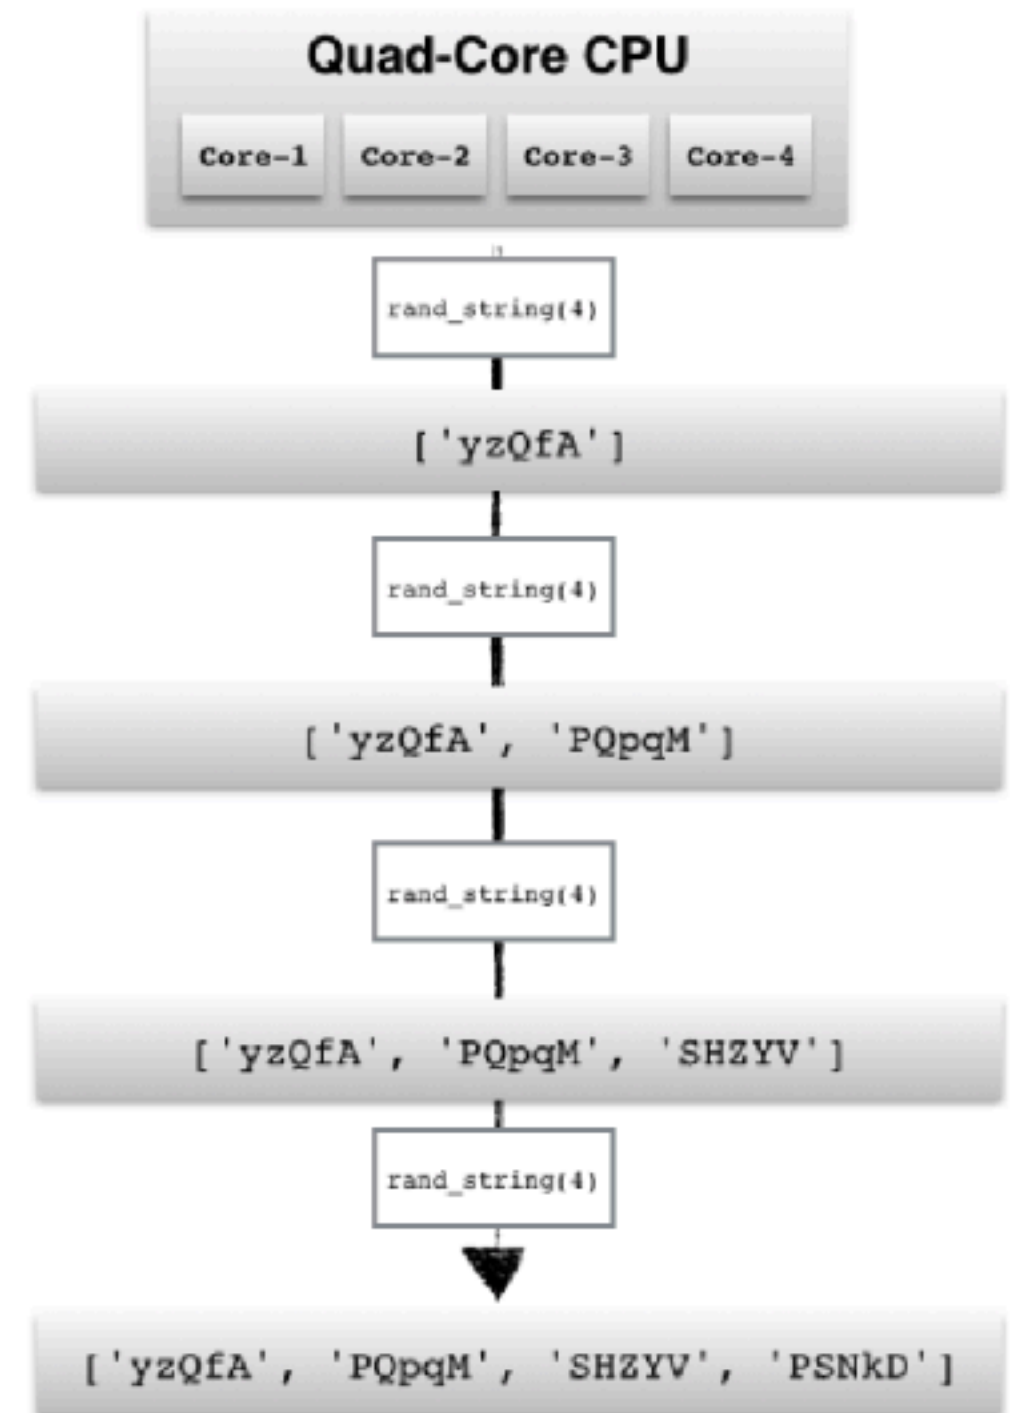 Quad-Core CPU
Core-1 Core-2 Core-3 Core-4
rand_string(4)
['yzQfA']
rand_string(4)
['yzQfA', 'PQpqM']
rand_string(4)
['yzQfA', 'PQpqM', 'SHZYV']
rand_string(4)
['yzQfA', 'PQpqM', 'SHZYV', 'PSNkD']